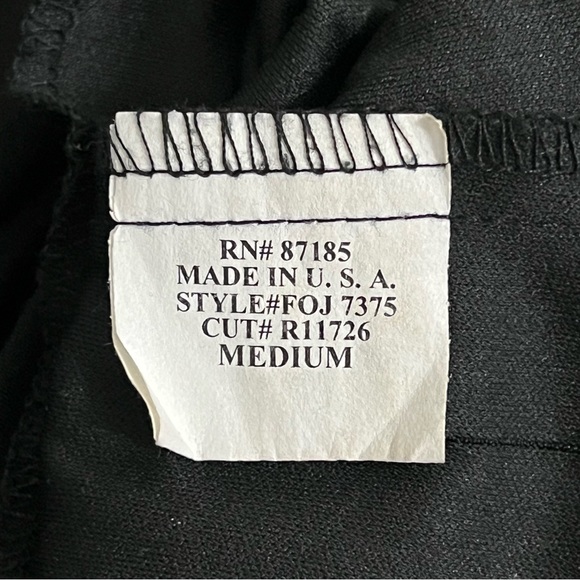 RN# 87185
MADE IN U. S. A.
STYLE#FOJ 7375
CUT# R11726
MEDIUM